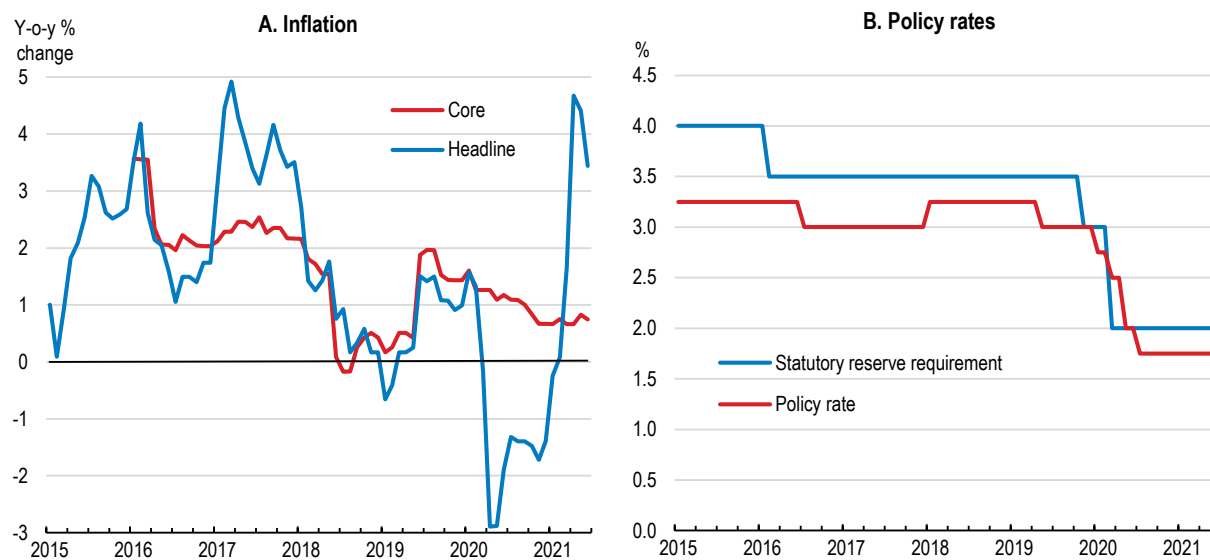 A. Inflation
Y-o-y %
change
5
4
3
2
1
0
-1
-2
-3
Core
Headline
2015 2016 2017 2018 2019 2020 2021
B. Policy rates
%
4.5
4.0
3.5
3.0
2.5
2.0
1.5
1.0
0.5
0.0
Statutory reserve requirement
Policy rate
2015 2016 2017 2018 2019 2020 2021